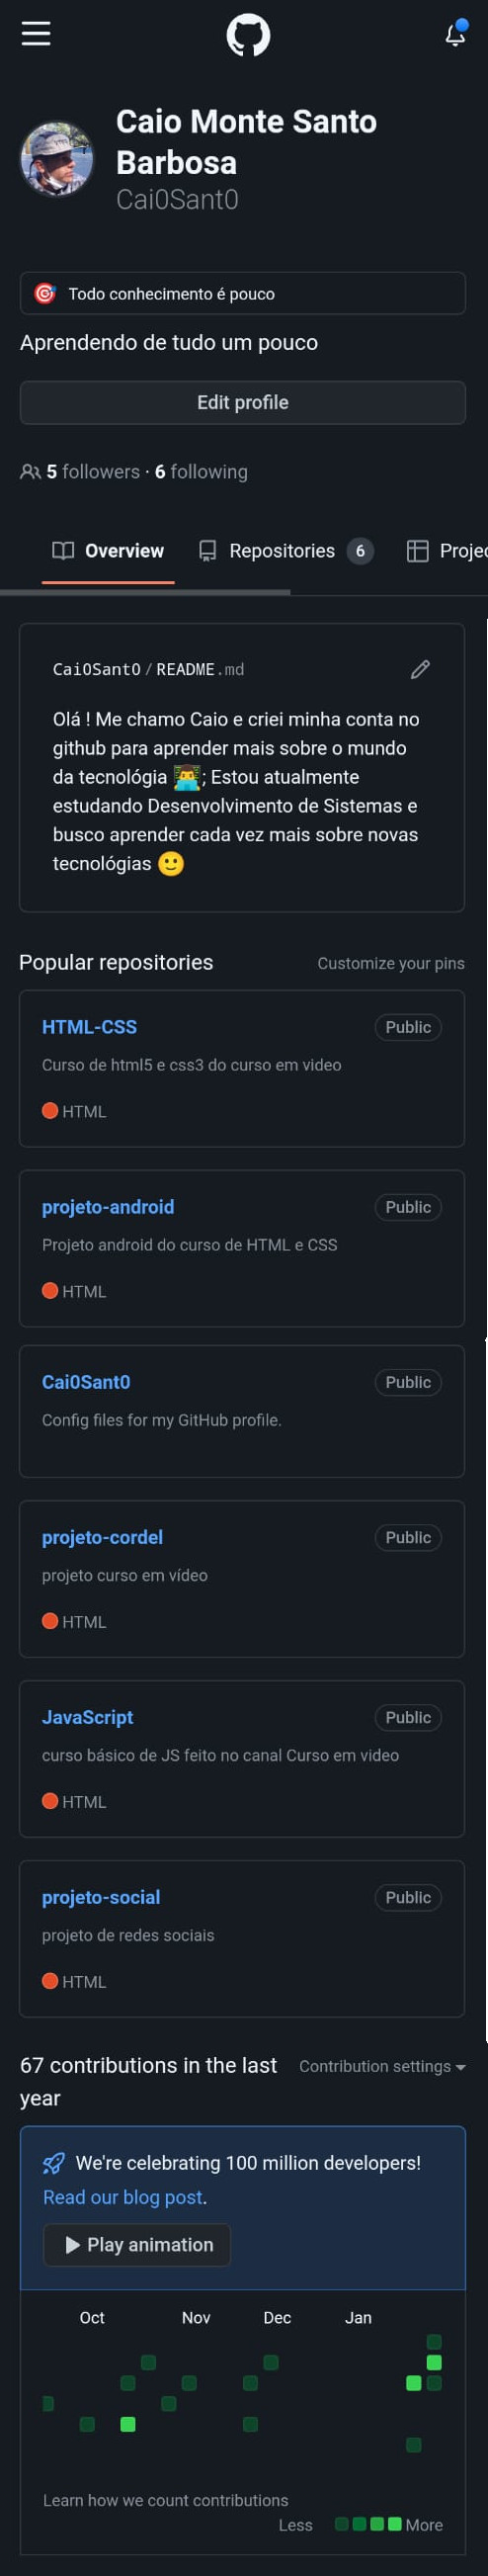 Caio Monte Santo
Barbosa
Cai0Sant0
Todo conhecimento é pouco
Aprendendo de tudo um pouco
Edit profile
5 followers · 6 following
Overview Repositories 6 Projec
Cai0Sant0 / README.md
Olá ! Me chamo Caio e criei minha conta no
github para aprender mais sobre o mundo
da tecnológia 👨‍💻; Estou atualmente
estudando Desenvolvimento de Sistemas e
busco aprender cada vez mais sobre novas
tecnológias 🙂
Popular repositories Customize your pins
HTML-CSS Public
Curso de html5 e css3 do curso em video
HTML
projeto-android Public
Projeto android do curso de HTML e CSS
HTML
Cai0Sant0 Public
Config files for my GitHub profile.
projeto-cordel Public
projeto curso em vídeo
HTML
JavaScript Public
curso básico de JS feito no canal Curso em video
HTML
projeto-social Public
projeto de redes sociais
HTML
67 contributions in the last Contribution settings
year
We're celebrating 100 million developers!
Read our blog post.
Play animation
Oct Nov Dec Jan
Learn how we count contributions
Less More